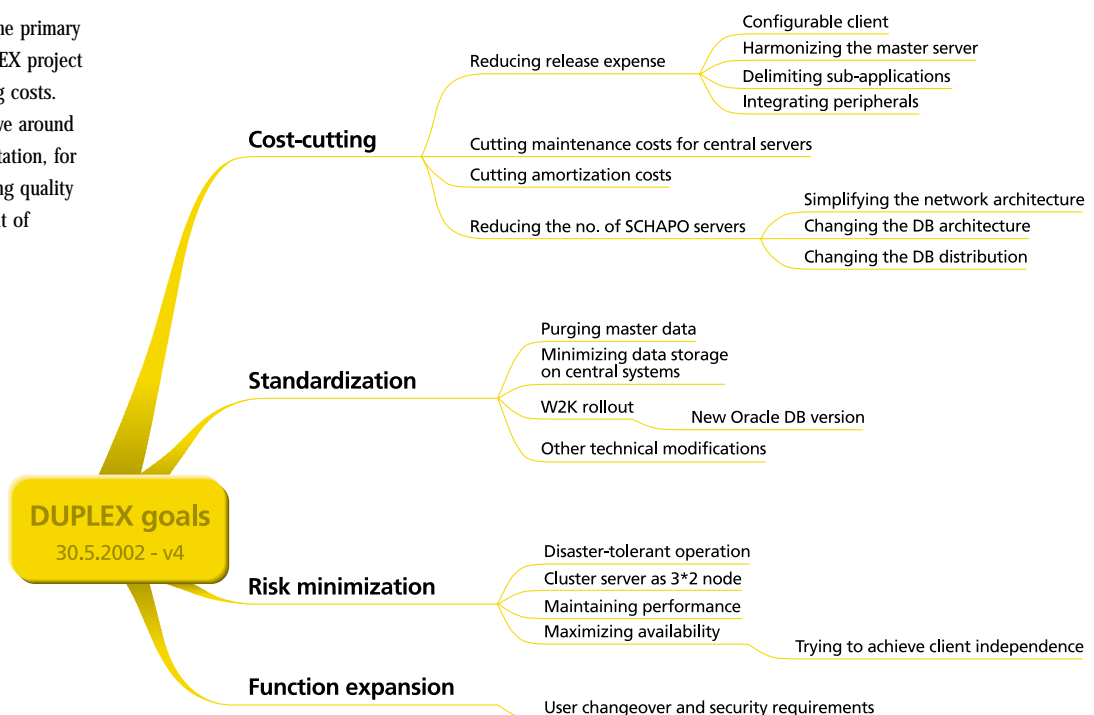 primary
project
costs.
around
for
quality
of
Cost-cutting
Reducing release expense
Configurable client
Harmonizing the master server
Delimiting sub-applications
Integrating peripherals
Cutting maintenance costs for central servers
Cutting amortization costs
Reducing the no. of SCHAPO servers
Simplifying the network architecture
Changing the DB architecture
Changing the DB distribution
Standardization
Purging master data
Minimizing data storage
on central systems
W2K rollout
New Oracle DB version
Other technical modifications
DUPLEX goals
30.5.2002 - v4
Risk minimization
Disaster-tolerant operation
Cluster server as 3*2 node
Maintaining performance
Maximizing availability
Trying to achieve client independence
Function expansion
User changeover and security requirements